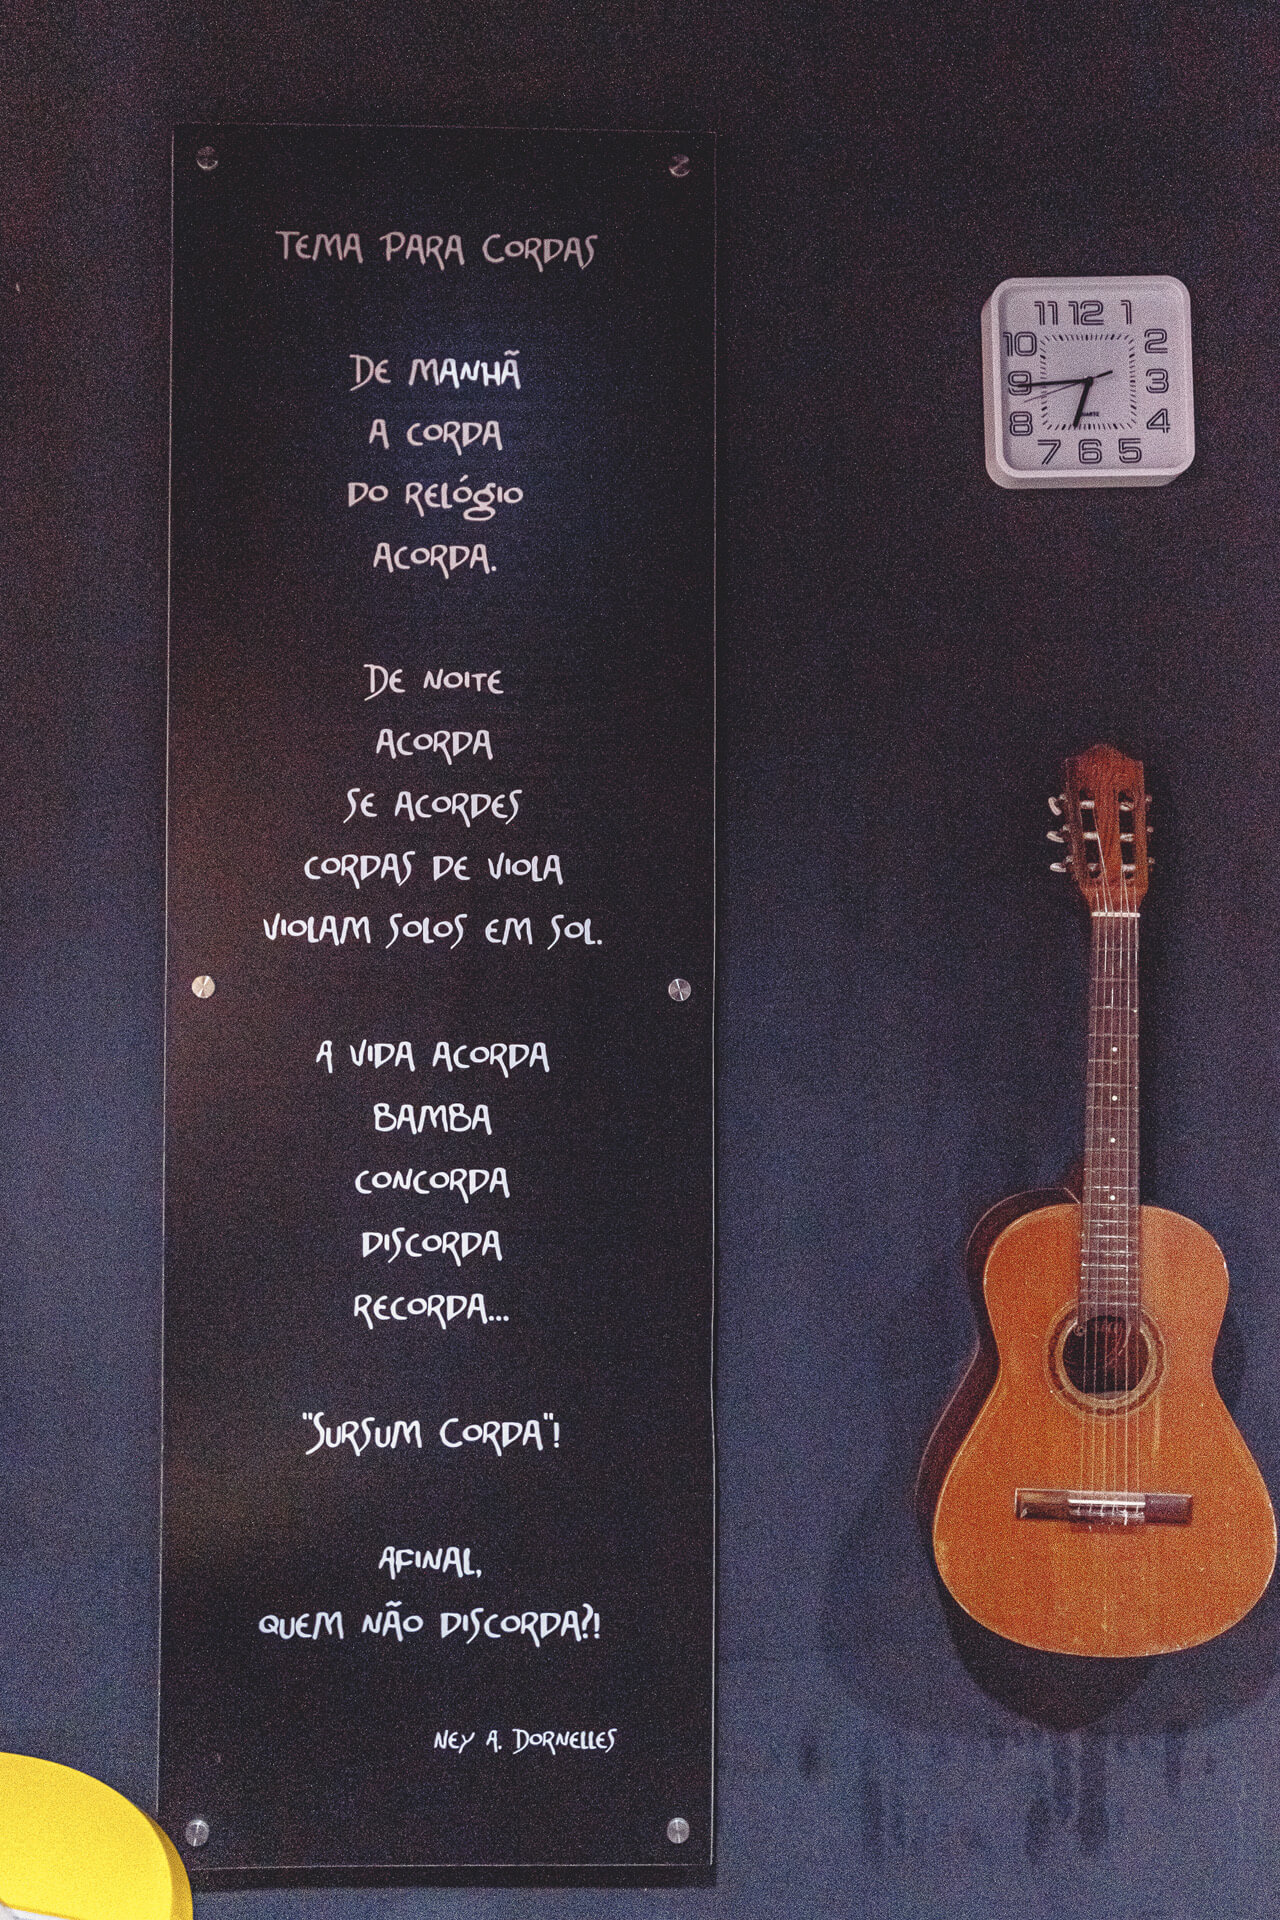 TEMA PARA CORDAS
DE MANHÃ
A CORDA
DO RELÓGIO
ACORDA.
DE NOITE
ACORDA
SE ACORDES
CORDAS DE VIOLA
VIOLAM SOLOS EM SOL.
A VIDA ACORDA
BAMBA
CONCORDA
DISCORDA
RECORDA...
"SURSUM CORDA"!
AFINAL,
QUEM NÃO DISCORDA?!
NEY A. DORNELLES
11 12 1
10 2
9 3
8 4
7 6 5
QUARTZ